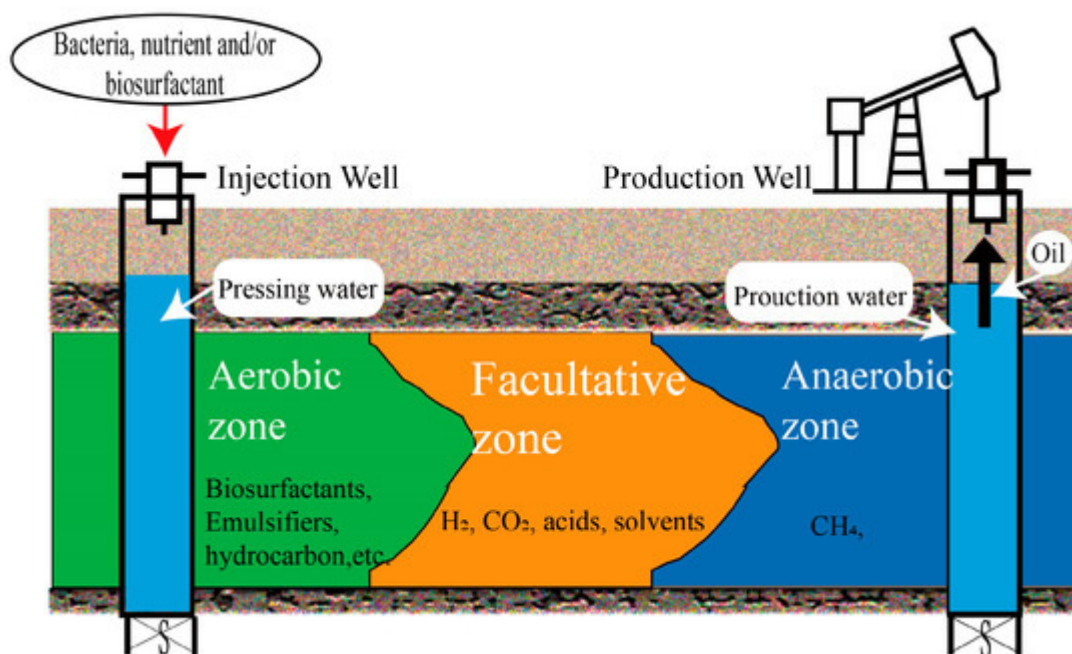 Bacteria, nutrient and/or
biosurfactant
Injection Well
Production Well
Oil
Pressing water
Prouction water
Aerobic
zone
Facultative
zone
Anaerobic
zone
Biosurfactants,
Emulsifiers,
hydrocarbon,etc.
H₂, CO₂, acids, solvents
CH₄,
S
S